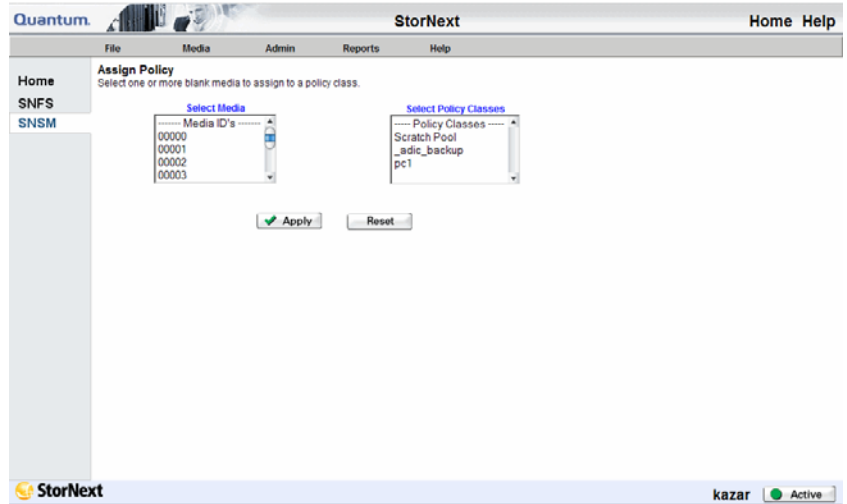 Quantum. StorNext Home Help
File Media Admin Reports Help
Home
SNFS
SNSM
Assign Policy
Select one or more blank media to assign to a policy class.
Select Media
------- Media ID's -------
00000
00001
00002
00003
Select Policy Classes
----- Policy Classes -----
Scratch Pool
_adic_backup
pc1
Apply Reset
StorNext
kazar Active